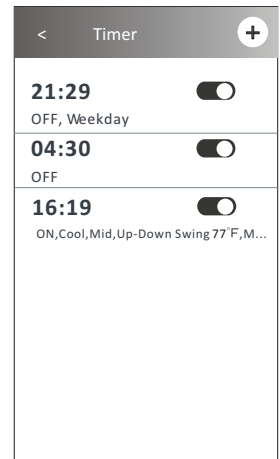 < Timer +
21:29
OFF, Weekday
04:30
OFF
16:19
ON,Cool,Mid,Up-Down Swing 77°F,M...